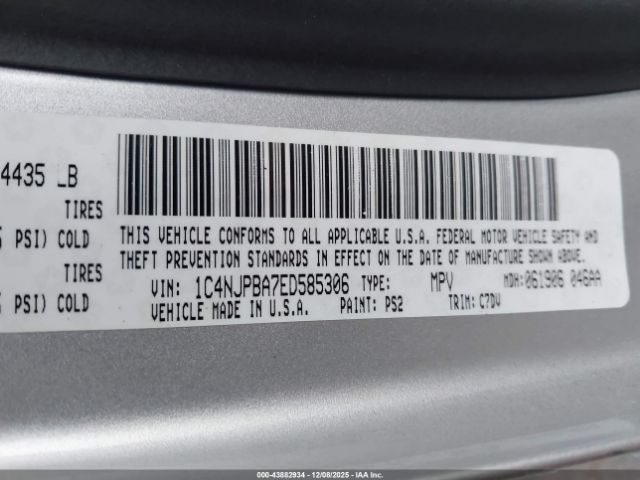 4435 LB
TIRES
PSI) COLD
TIRES
PSI) COLD
THIS VEHICLE CONFORMS TO ALL APPLICABLE U.S.A. FEDERAL MOTOR VEHICLE SAFETY AND
THEFT PREVENTION STANDARDS IN EFFECT ON THE DATE OF MANUFACTURE SHOWN ABOVE.
VIN: 1C4NJPBA7ED585306 TYPE: MPV MDH: 061906 046AA
VEHICLE MADE IN U.S.A. PAINT: PS2 TRIM: C7DV
000-43882934 | 12/08/2025 - IAA Inc. - Copyright